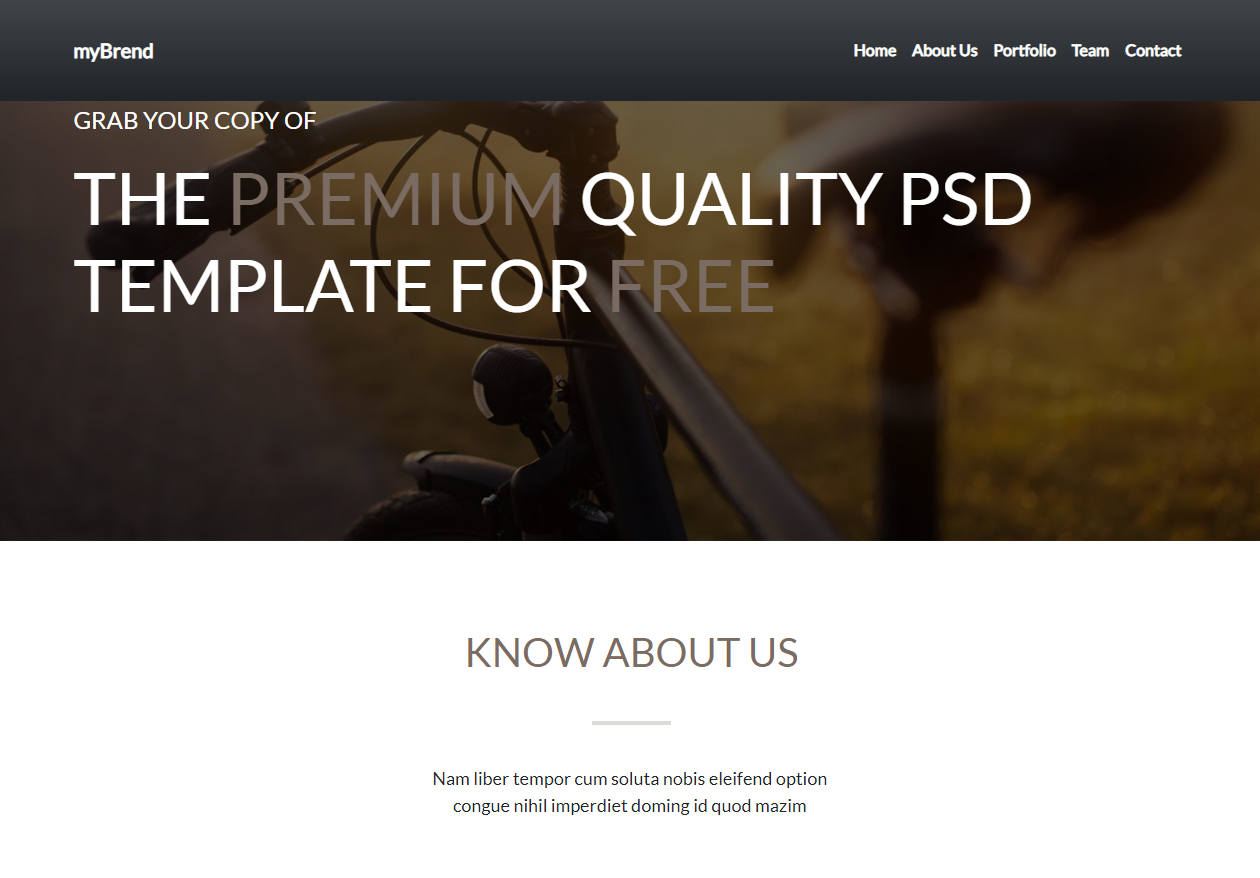 myBrend
Home About Us Portfolio Team Contact
GRAB YOUR COPY OF
THE PREMIUM QUALITY PSD
TEMPLATE FOR FREE
KNOW ABOUT US
Nam liber tempor cum soluta nobis eleifend option
congue nihil imperdiet doming id quod mazim